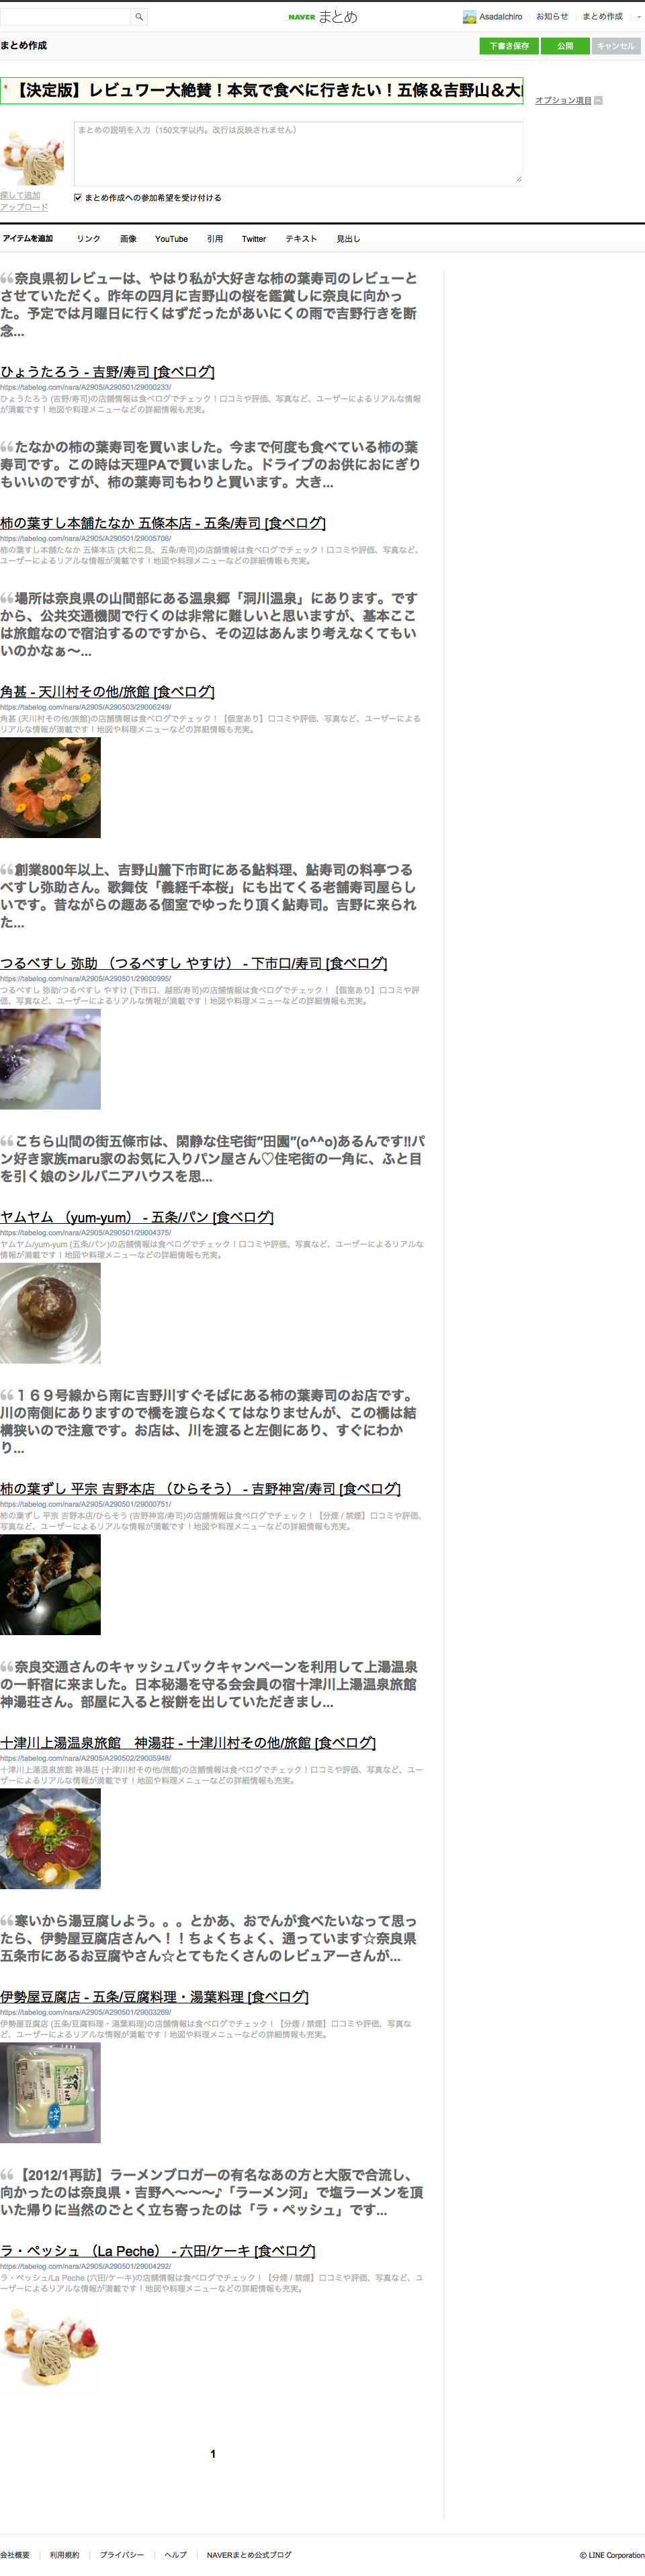 NAVER まとめ
AsadaIchiro
お知らせ
まとめ作成
まとめ作成
下書き保存
公開
キャンセル
* 【決定版】レビュワー大絶賛！本気で食べに行きたい！五條＆吉野山＆大
オプション項目
まとめの説明を入力（150文字以内。改行は反映されません）
探して追加
アップロード
まとめ作成への参加希望を受け付ける
アイテムを追加
リンク
画像
YouTube
引用
Twitter
テキスト
見出し
奈良県初レビューは、やはり私が大好きな柿の葉寿司のレビューと
させていただく。昨年の四月に吉野山の桜を鑑賞しに奈良に向かっ
た。予定では月曜日に行くはずだったがあいにくの雨で吉野行きを断
念...
ひょうたろう - 吉野/寿司 [食べログ]
https://tabelog.com/nara/A2905/A290501/29000233/
ひょうたろう (吉野/寿司)の店舗情報は食べログでチェック！口コミや評価、写真など、ユーザーによるリアルな情報
が満載です！地図や料理メニューなどの詳細情報も充実。
たなかの柿の葉寿司を買いました。今まで何度も食べている柿の葉
寿司です。この時は天理PAで買いました。ドライブのお供におにぎり
もいいのですが、柿の葉寿司もわりと買います。大き...
柿の葉すし本舗たなか 五條本店 - 五条/寿司 [食べログ]
https://tabelog.com/nara/A2905/A290501/29005706/
柿の葉すし本舗たなか 五條本店 (大和二見、五条/寿司)の店舗情報は食べログでチェック！口コミや評価、写真など、
ユーザーによるリアルな情報が満載です！地図や料理メニューなどの詳細情報も充実。
場所は奈良県の山間部にある温泉郷「洞川温泉」にあります。です
から、公共交通機関で行くのは非常に難しいと思いますが、基本ここ
は旅館なので宿泊するのですから、その辺はあんまり考えなくてもい
いのかなぁ〜...
角甚 - 天川村その他/旅館 [食べログ]
https://tabelog.com/nara/A2905/A290503/29006249/
角甚 (天川村その他/旅館)の店舗情報は食べログでチェック！【個室あり】口コミや評価、写真など、ユーザーによる
リアルな情報が満載です！地図や料理メニューなどの詳細情報も充実。
創業800年以上、吉野山麓下市町にある鮎料理、鮎寿司の料亭つる
べすし弥助さん。歌舞伎「義経千本桜」にも出てくる老舗寿司屋らし
いです。昔ながらの趣ある個室でゆったり頂く鮎寿司。吉野に来られ
た...
つるべすし 弥助 （つるべすし やすけ） - 下市口/寿司 [食べログ]
https://tabelog.com/nara/A2905/A290501/29000995/
つるべすし 弥助/つるべすし やすけ (下市口、越部/寿司)の店舗情報は食べログでチェック！【個室あり】口コミや評
価、写真など、ユーザーによるリアルな情報が満載です！地図や料理メニューなどの詳細情報も充実。
こちら山間の街五條市は、閑静な住宅街″田園″(o^^o)あるんです!!パ
ン好き家族maru家のお気に入りパン屋さん♡住宅街の一角に、ふと目
を引く娘のシルバニアハウスを思...
ヤムヤム （yum-yum） - 五条/パン [食べログ]
https://tabelog.com/nara/A2905/A290501/29004375/
ヤムヤム/yum-yum (五条/パン)の店舗情報は食べログでチェック！口コミや評価、写真など、ユーザーによるリアルな
情報が満載です！地図や料理メニューなどの詳細情報も充実。
１６９号線から南に吉野川すぐそばにある柿の葉寿司のお店です。
川の南側にありますので橋を渡らなくてはなりませんが、この橋は結
構狭いので注意です。お店は、川を渡ると左側にあり、すぐにわか
り...
柿の葉ずし 平宗 吉野本店 （ひらそう） - 吉野神宮/寿司 [食べログ]
https://tabelog.com/nara/A2905/A290501/29000751/
柿の葉ずし 平宗 吉野本店/ひらそう (吉野神宮/寿司)の店舗情報は食べログでチェック！【分煙 / 禁煙】口コミや評価、
写真など、ユーザーによるリアルな情報が満載です！地図や料理メニューなどの詳細情報も充実。
奈良交通さんのキャッシュバックキャンペーンを利用して上湯温泉
の一軒宿に来ました。日本秘湯を守る会会員の宿十津川上湯温泉旅館
神湯荘さん。部屋に入ると桜餅を出していただきまし...
十津川上湯温泉旅館　神湯荘 - 十津川村その他/旅館 [食べログ]
https://tabelog.com/nara/A2905/A290502/29005948/
十津川上湯温泉旅館 神湯荘 (十津川村その他/旅館)の店舗情報は食べログでチェック！口コミや評価、写真など、ユー
ザーによるリアルな情報が満載です！地図や料理メニューなどの詳細情報も充実。
寒いから湯豆腐しよう。。。とかあ、おでんが食べたいなって思っ
たら、伊勢屋豆腐店さんへ！！ちょくちょく、通っています☆奈良県
五条市にあるお豆腐やさん☆とてもたくさんのレビュアーさんが...
伊勢屋豆腐店 - 五条/豆腐料理・湯葉料理 [食べログ]
https://tabelog.com/nara/A2905/A290501/29003269/
伊勢屋豆腐店 (五条/豆腐料理・湯葉料理)の店舗情報は食べログでチェック！【分煙 / 禁煙】口コミや評価、写真な
ど、ユーザーによるリアルな情報が満載です！地図や料理メニューなどの詳細情報も充実。
【2012/1再訪】ラーメンブロガーの有名なあの方と大阪で合流し、
向かったのは奈良県・吉野へ〜〜〜♪「ラーメン河」で塩ラーメンを頂
いた帰りに当然のごとく立ち寄ったのは「ラ・ペッシュ」です...
ラ・ペッシュ （La Peche） - 六田/ケーキ [食べログ]
https://tabelog.com/nara/A2905/A290501/29004292/
ラ・ペッシュ/La Peche (六田/ケーキ)の店舗情報は食べログでチェック！【分煙 / 禁煙】口コミや評価、写真など、ユ
ーザーによるリアルな情報が満載です！地図や料理メニューなどの詳細情報も充実。
1
会社概要
利用規約
プライバシー
ヘルプ
NAVERまとめ公式ブログ
© LINE Corporation